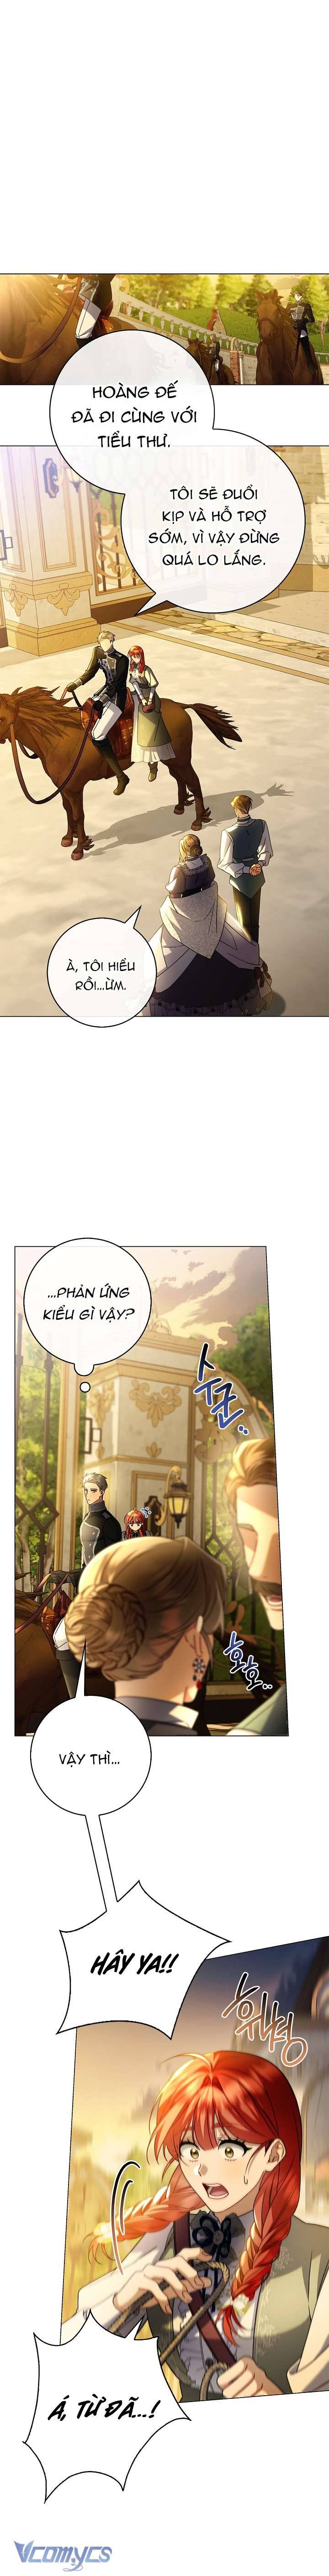 HOÀNG ĐẾ
ĐÃ ĐI CÙNG VỚI
TIỂU THƯ.
TÔI SẼ ĐUỔI
KỊP VÀ HỖ TRỢ
SỚM, VÌ VẬY ĐỪNG
QUÁ LO LẮNG.
À, TÔI HIỂU
RỒI...ỪM.
...PHẢN ỨNG
KIỂU GÌ VẬY?
VẬY THÌ...
HÂY YA!!
Á, TỪ ĐÃ...!
VCOMYCS